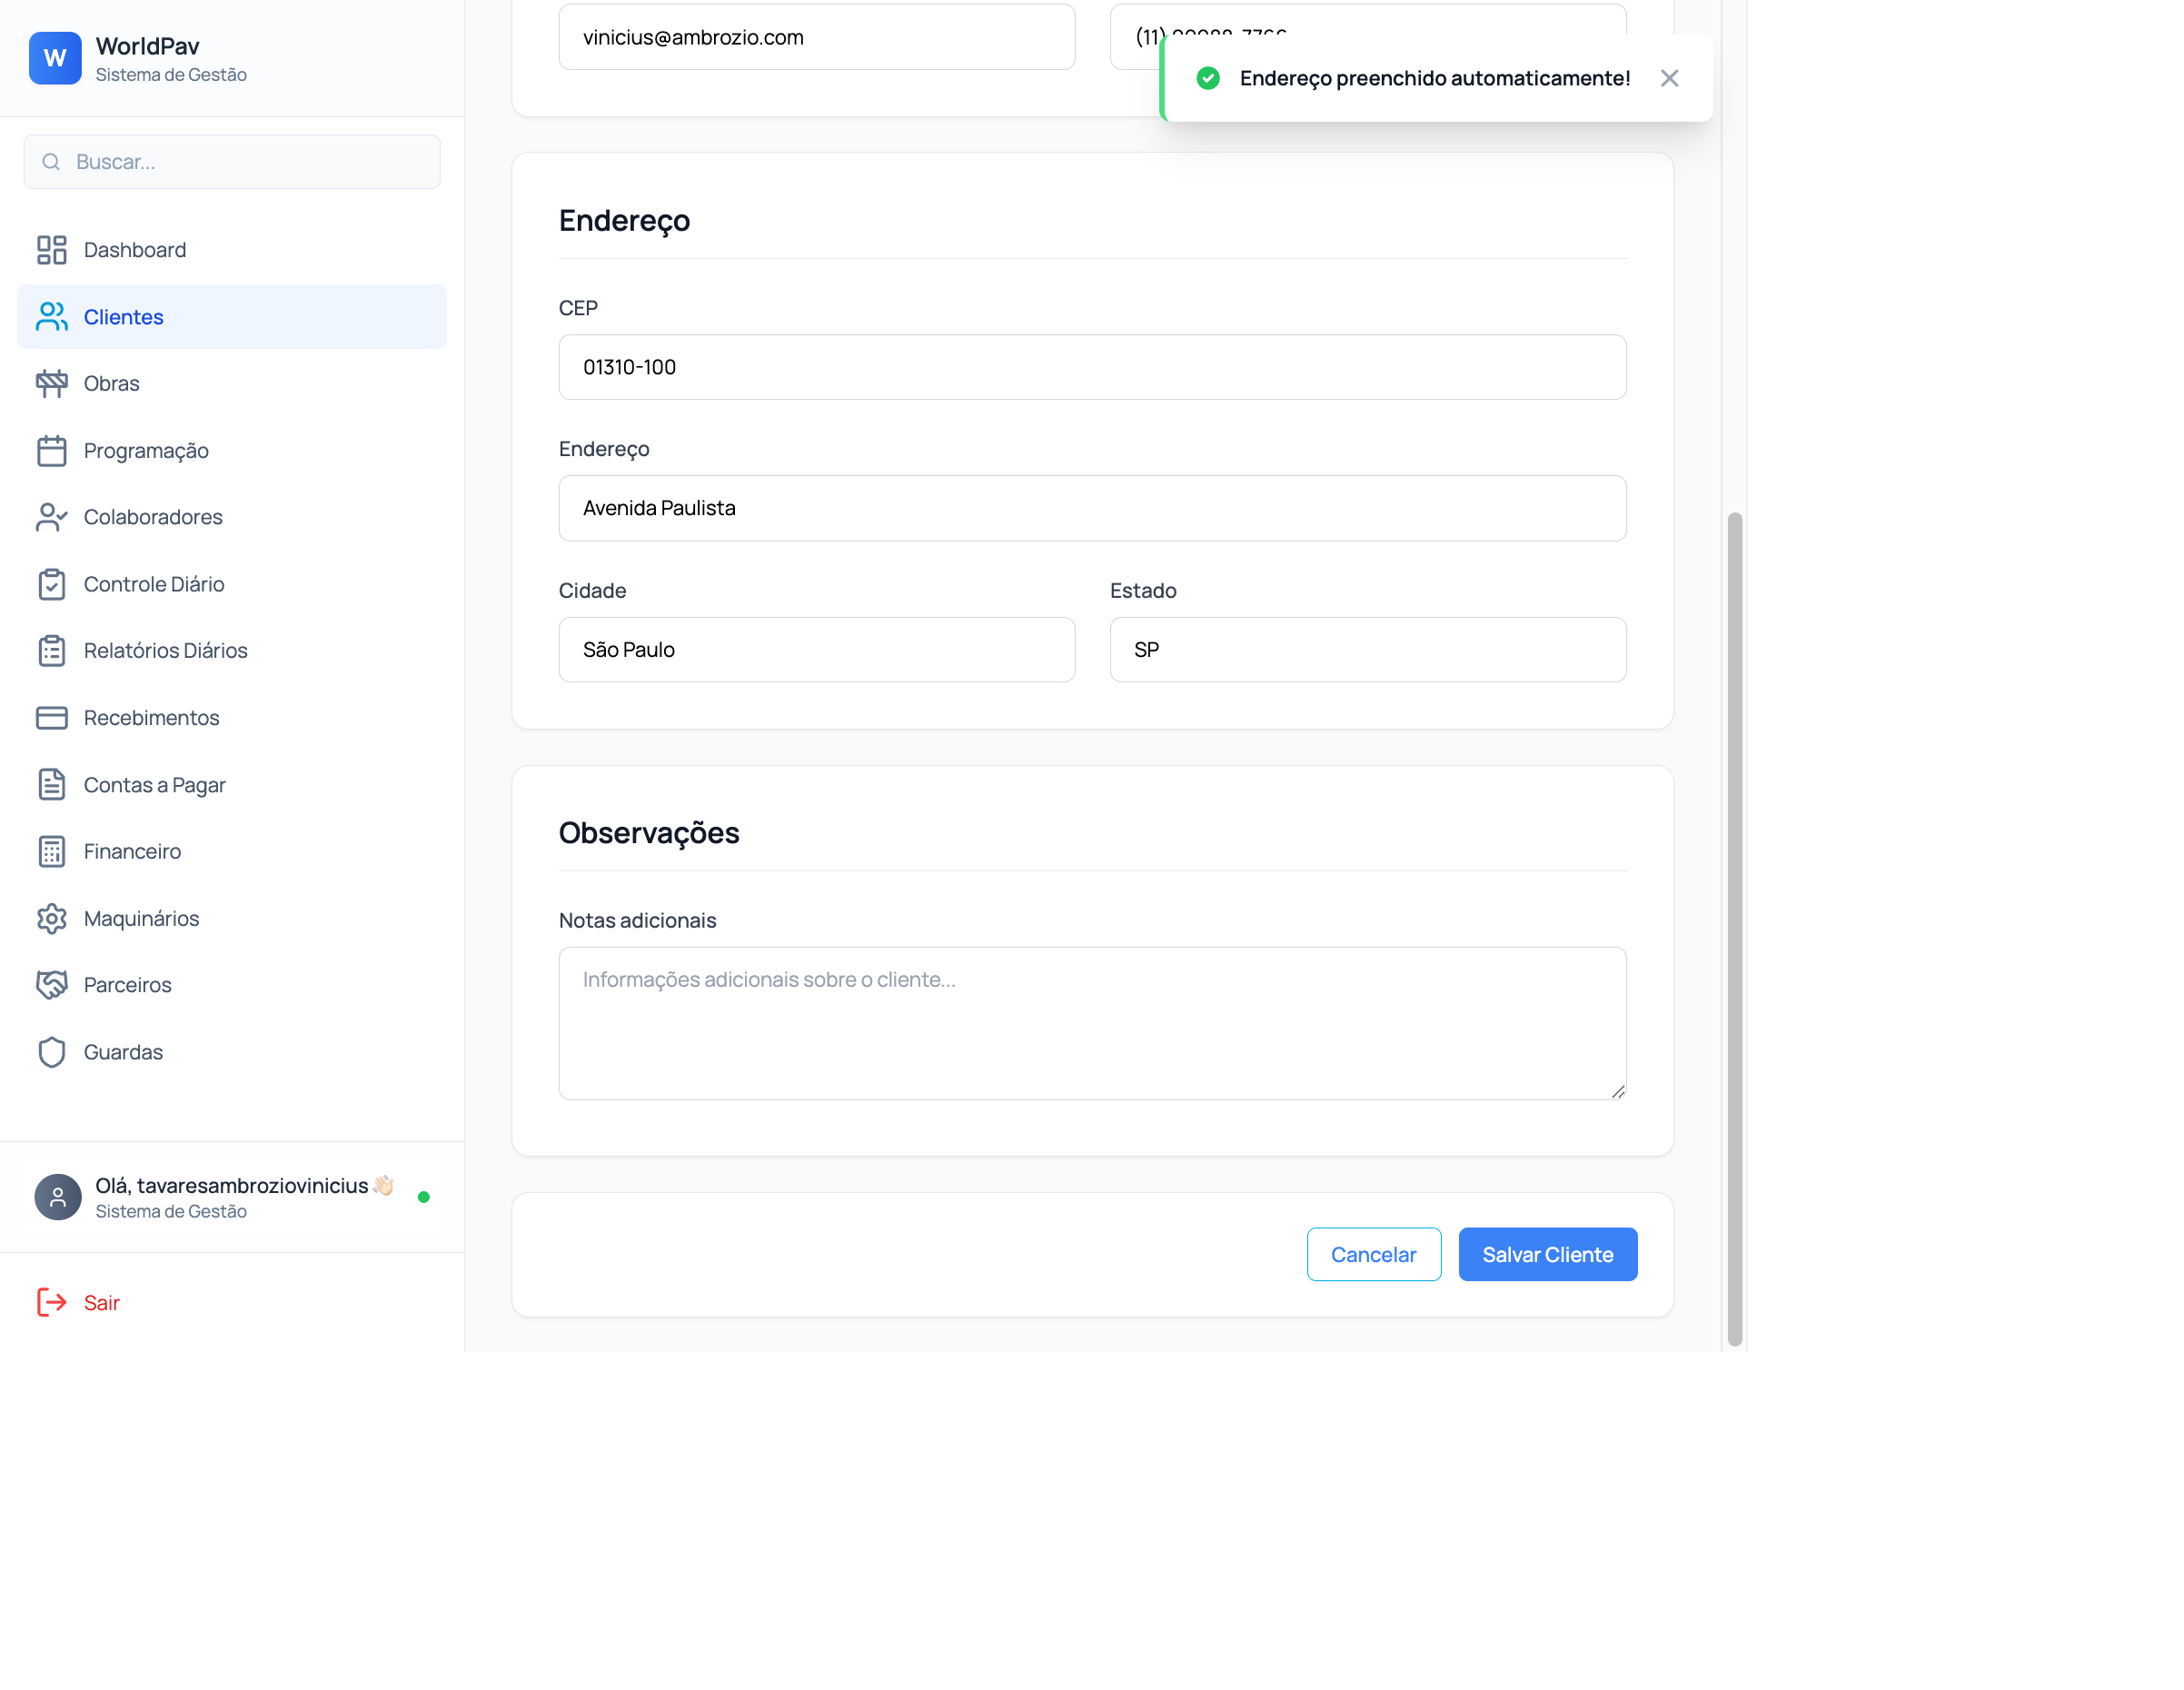 W
WorldPav
Sistema de Gestão
Buscar...
Dashboard
Clientes
Obras
Programação
Colaboradores
Controle Diário
Relatórios Diários
Recebimentos
Contas a Pagar
Financeiro
Maquinários
Parceiros
Guardas
Olá, tavaresambroziovinicius 👋🏻
Sistema de Gestão
Sair
vinicius@ambrozio.com
(11)
Endereço preenchido automaticamente!
Endereço
CEP
01310-100
Endereço
Avenida Paulista
Cidade
Estado
São Paulo
SP
Observações
Notas adicionais
Informações adicionais sobre o cliente...
Cancelar
Salvar Cliente